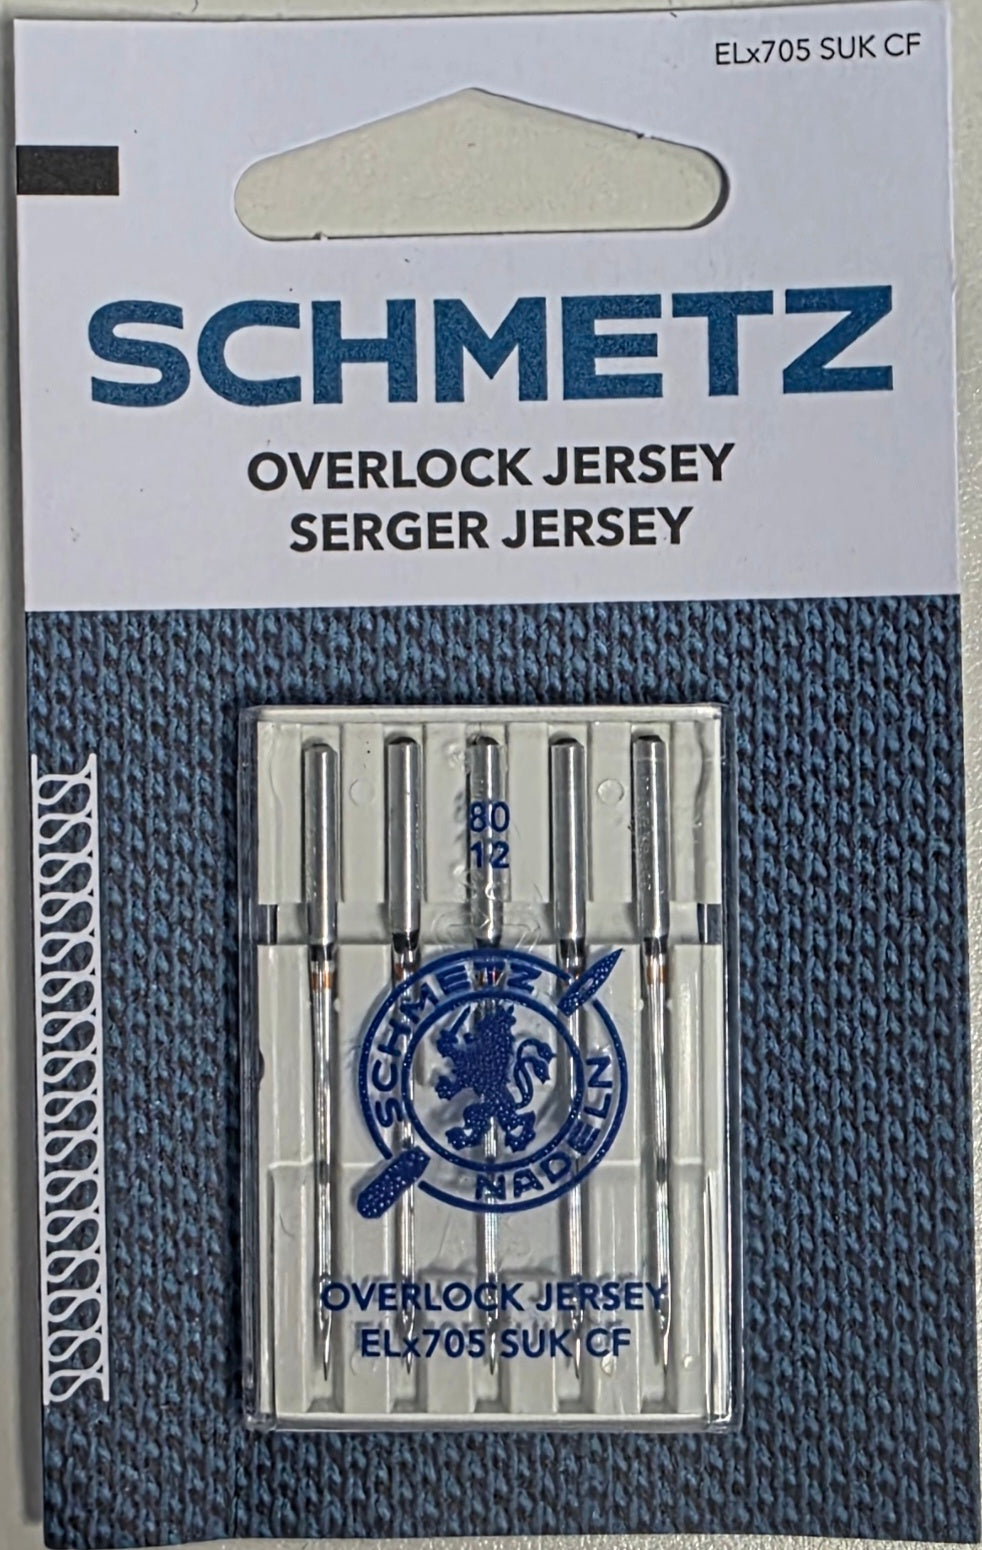 ELx705 SUK CF
SCHMETZ
OVERLOCK JERSEY
SERGER JERSEY
80
12
SCHMETZ
NADELN
OVERLOCK JERSEY
ELx705 SUK CF